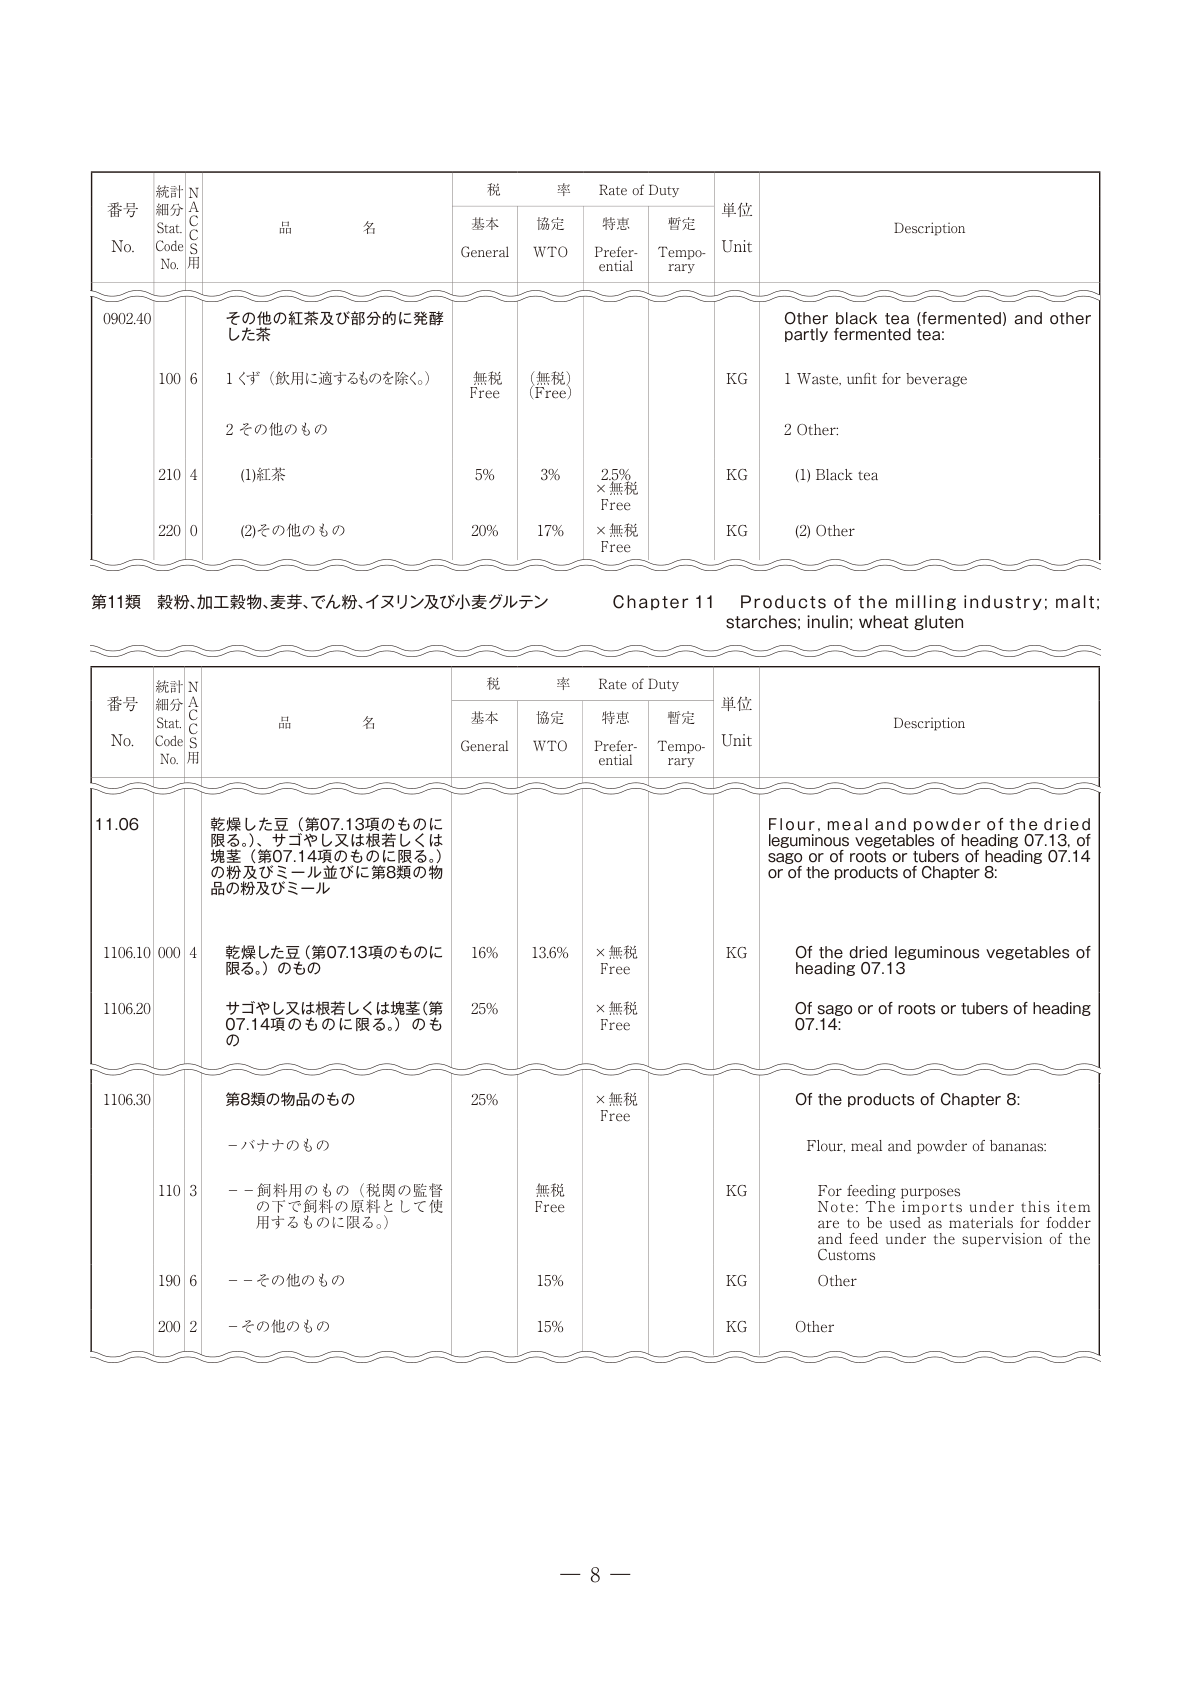 番号
No.
統計
細分
Stat.
Code
No.
NACCS用
品 名
税 率 Rate of Duty
基本
General
協定
WTO
特恵
Prefer-
ential
暫定
Tempo-
rary
単位
Unit
Description
0902.40 その他の紅茶及び部分的に発酵 Other black tea (fermented) and other
した茶 partly fermented tea:
100 6 1 くず（飲用に適するものを除く。） 無税 (無税) KG 1 Waste, unfit for beverage
Free (Free)
2 その他のもの 2 Other:
210 4 (1)紅茶 5% 3% 2.5% KG (1) Black tea
×無税
Free
220 0 (2)その他のもの 20% 17% ×無税 KG (2) Other
Free
第11類 穀粉、加工穀物、麦芽、でん粉、イヌリン及び小麦グルテン Chapter 11 Products of the milling industry; malt;
starches; inulin; wheat gluten
番号
No.
統計
細分
Stat.
Code
No.
NACCS用
品 名
税 率 Rate of Duty
基本
General
協定
WTO
特恵
Prefer-
ential
暫定
Tempo-
rary
単位
Unit
Description
11.06 乾燥した豆（第07.13項のものに Flour, meal and powder of the dried
限る。）、サゴやし又は根若しくは leguminous vegetables of heading 07.13, of
塊茎（第07.14項のものに限る。） sago or of roots or tubers of heading 07.14
の粉及びミール並びに第8類の物 or of the products of Chapter 8:
品の粉及びミール
1106.10 000 4 乾燥した豆（第07.13項のものに 16% 13.6% ×無税 KG Of the dried leguminous vegetables of
限る。）のもの Free heading 07.13
1106.20 サゴやし又は根若しくは塊茎（第 25% ×無税 Of sago or of roots or tubers of heading
07.14項のものに限る。）のも Free 07.14:
の
1106.30 第8類の物品のもの 25% ×無税 Of the products of Chapter 8:
Free
－バナナのもの Flour, meal and powder of bananas:
110 3 －－飼料用のもの（税関の監督 無税 KG For feeding purposes
の下で飼料の原料として使 Free Note: The imports under this item
用するものに限る。） are to be used as materials for fodder
and feed under the supervision of the
Customs
190 6 －－その他のもの 15% KG Other
200 2 －その他のもの 15% KG Other
— 8 —